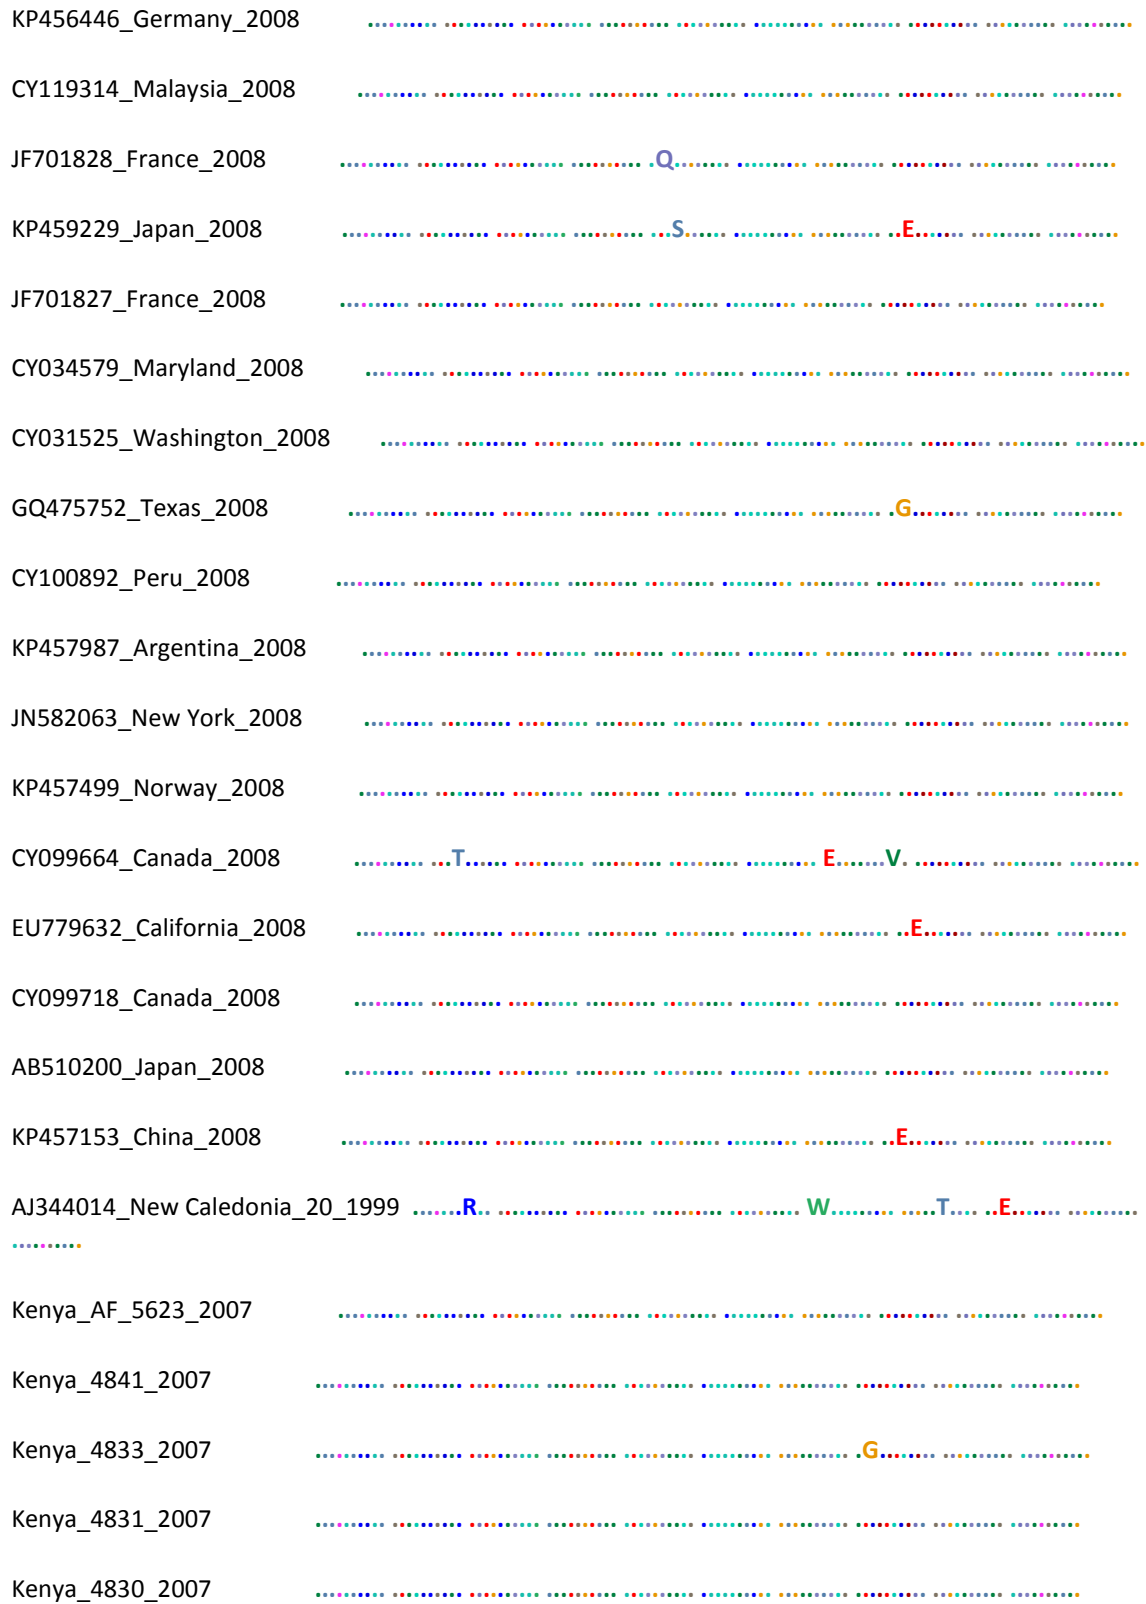 KP456446_Germany_2008
CY119314_Malaysia_2008
JF701828_France_2008 Q
KP459229_Japan_2008 S E
JF701827_France_2008
CY034579_Maryland_2008
CY031525_Washington_2008
GQ475752_Texas_2008 G
CY100892_Peru_2008
KP457987_Argentina_2008
JN582063_New York_2008
KP457499_Norway_2008
CY099664_Canada_2008 T E V
EU779632_California_2008 E
CY099718_Canada_2008
AB510200_Japan_2008
KP457153_China_2008 E
AJ344014_New Caledonia_20_1999 R W T E
Kenya_AF_5623_2007
Kenya_4841_2007
Kenya_4833_2007 G
Kenya_4831_2007
Kenya_4830_2007